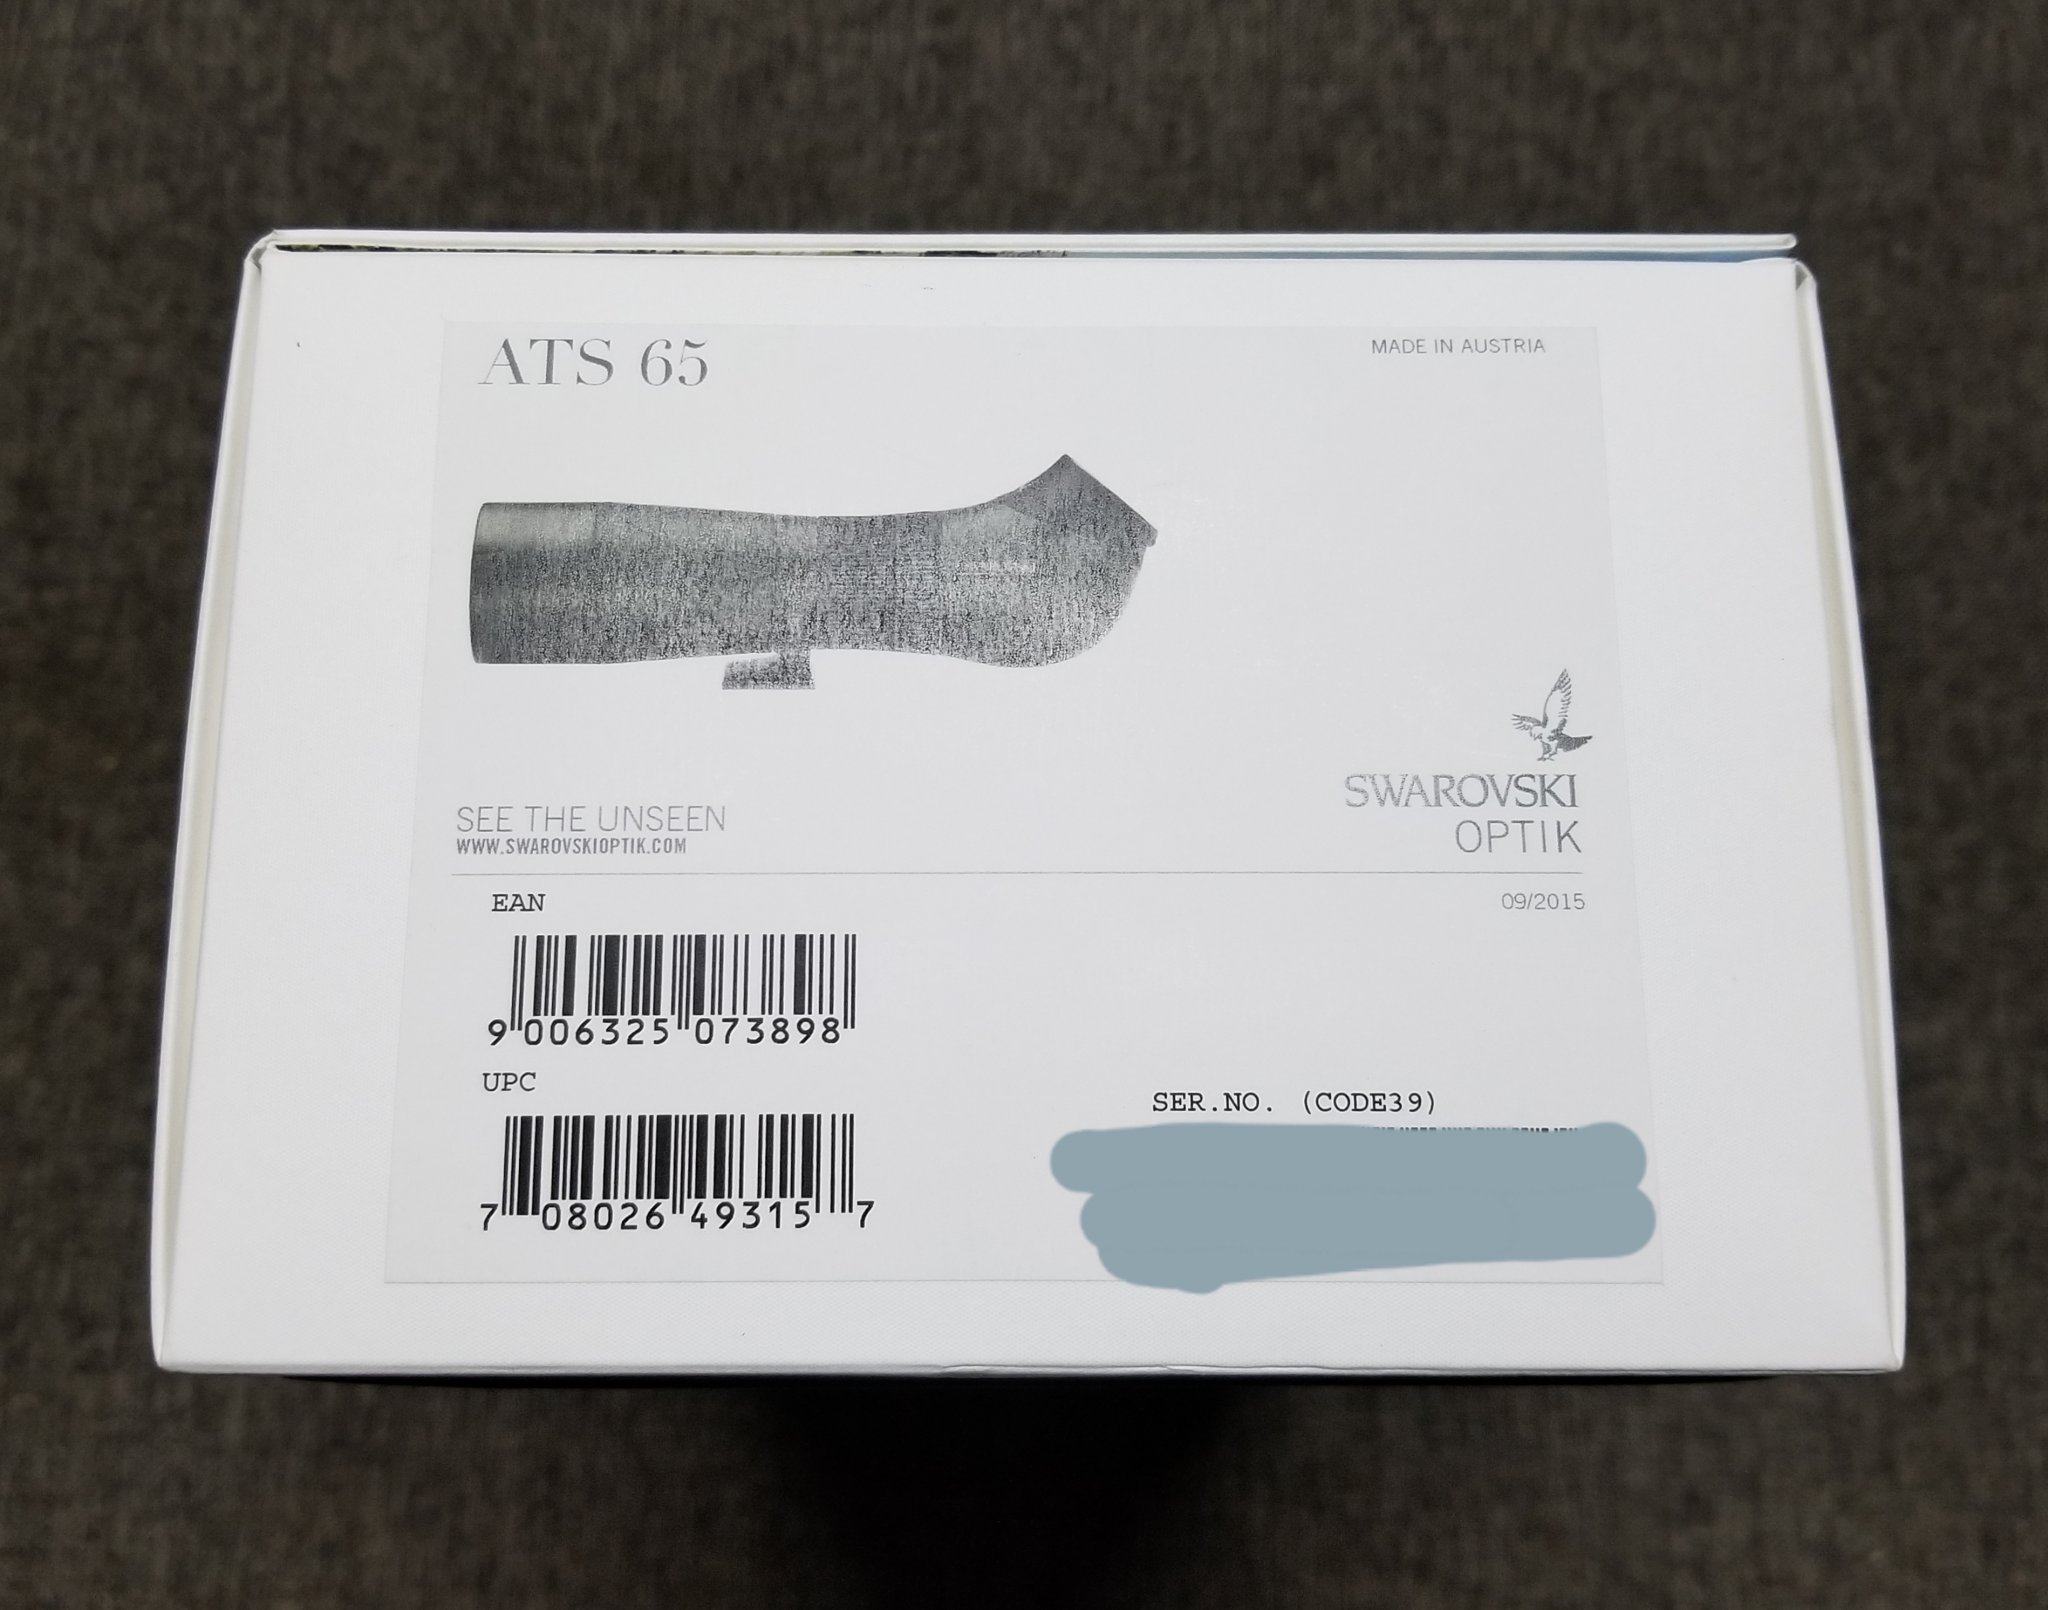 ATS 65
MADE IN AUSTRIA
SWAROVSKI
OPTIK
SEE THE UNSEEN
WWW.SWAROVSKIOPTIK.COM
09/2015
EAN
9 006325 073898
UPC
7 08026 49315 7
SER.NO. (CODE39)